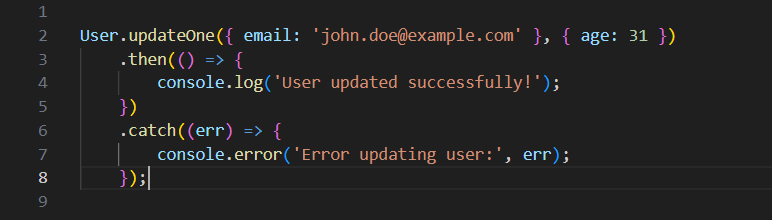 1
2 User.updateOne({ email: 'john.doe@example.com' }, { age: 31 })
3     .then(() => {
4         console.log('User updated successfully!');
5     })
6     .catch((err) => {
7         console.error('Error updating user:', err);
8     });
9